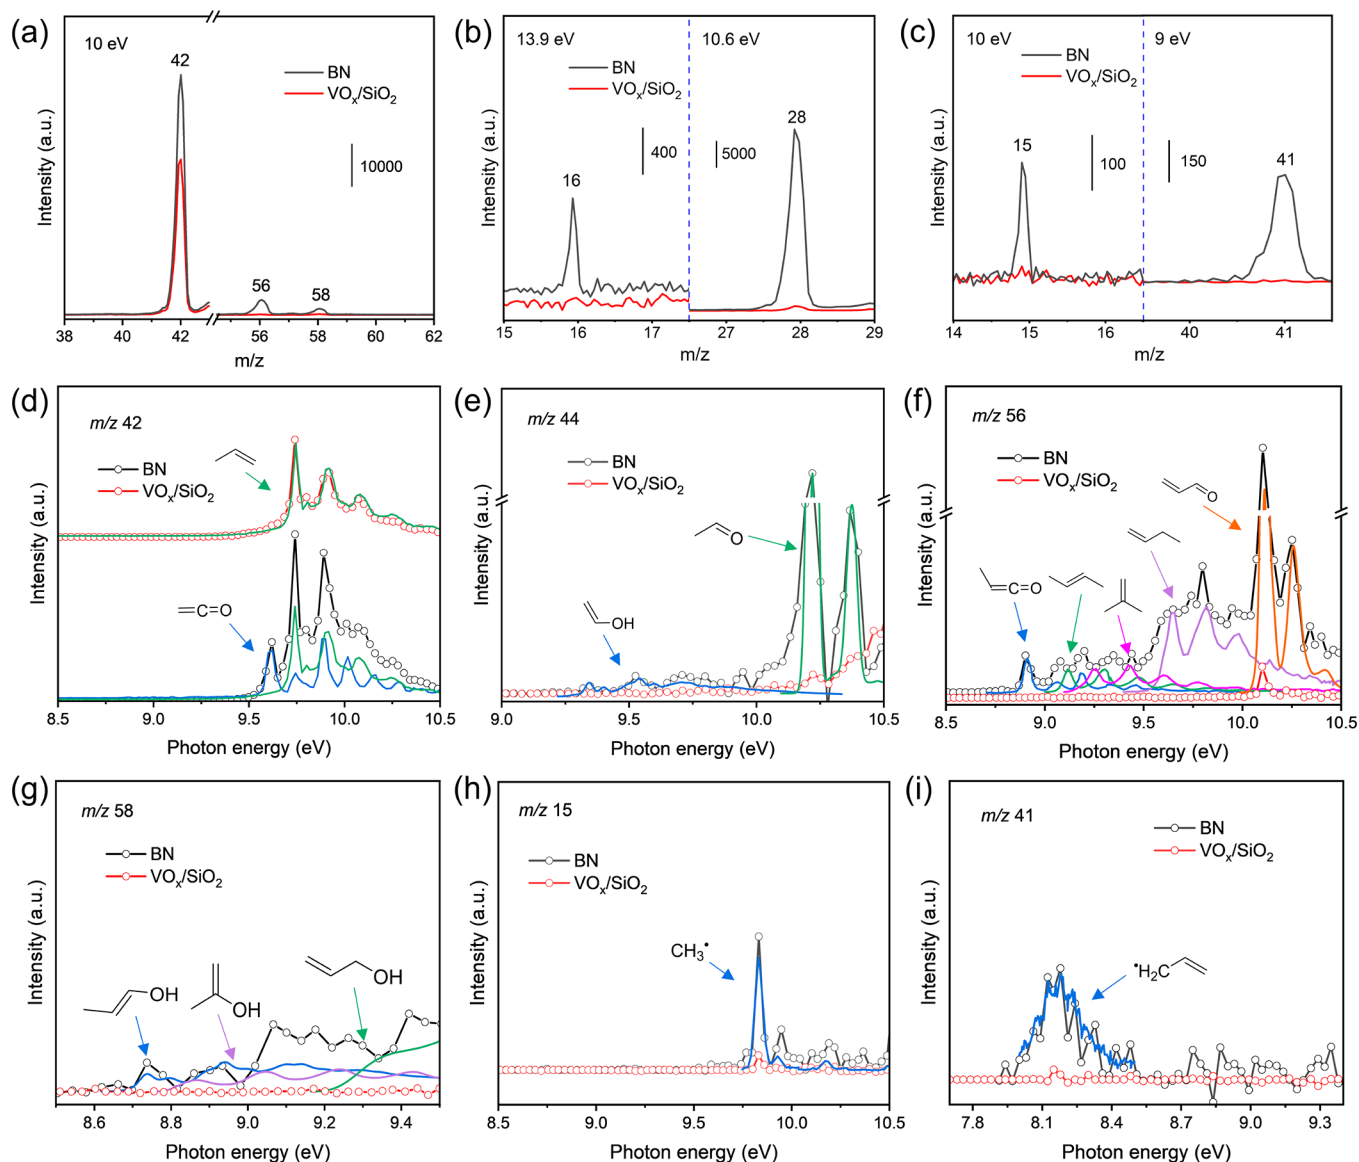 (a)
10 eV
42
BN
VOx/SiO2
10000
56
58
Intensity (a.u.)
38 40 42 56 58 60 62
m/z
(b)
13.9 eV
10.6 eV
BN
VOx/SiO2
28
400
5000
16
Intensity (a.u.)
15 16 17 27 28 29
m/z
(c)
10 eV
9 eV
BN
VOx/SiO2
15
100
150
41
Intensity (a.u.)
14 15 16 40 41
m/z
(d)
m/z 42
BN
VOx/SiO2
C=O
Intensity (a.u.)
8.5 9.0 9.5 10.0 10.5
Photon energy (eV)
(e)
m/z 44
BN
VOx/SiO2
O
OH
Intensity (a.u.)
9.0 9.5 10.0 10.5
Photon energy (eV)
(f)
m/z 56
BN
VOx/SiO2
O
C=O
Intensity (a.u.)
8.5 9.0 9.5 10.0 10.5
Photon energy (eV)
(g)
m/z 58
BN
VOx/SiO2
OH
OH
OH
Intensity (a.u.)
8.6 8.8 9.0 9.2 9.4
Photon energy (eV)
(h)
m/z 15
BN
VOx/SiO2
CH3•
Intensity (a.u.)
8.5 9.0 9.5 10.0 10.5
Photon energy (eV)
(i)
m/z 41
BN
VOx/SiO2
•H2C
Intensity (a.u.)
7.8 8.1 8.4 8.7 9.0 9.3
Photon energy (eV)